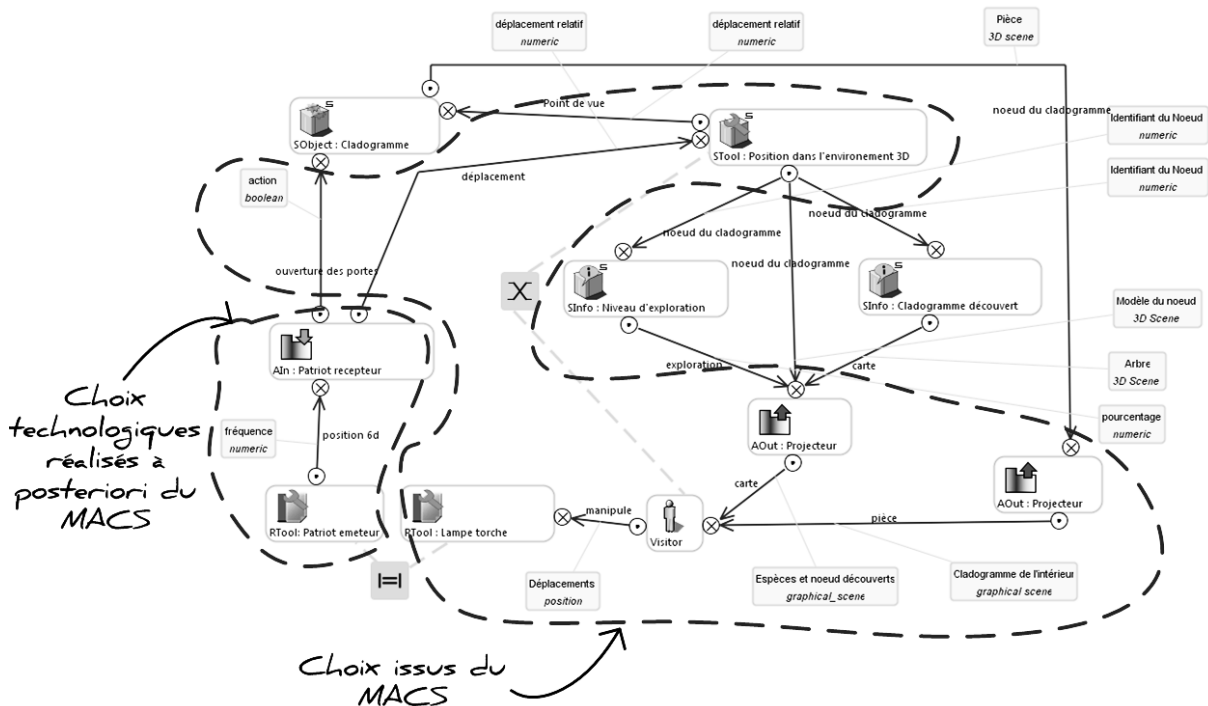 déplacement relatif
numeric
déplacement relatif
numeric
Pièce
3D scene
Point de vue
noeud du cladogramme
Identifiant du Noeud
numeric
S
SObject : Cladogramme
S
STool : Position dans l'environement 3D
action
boolean
déplacement
Identifiant du Noeud
numeric
noeud du cladogramme
noeud du cladogramme
noeud du cladogramme
ouverture des portes
S
SInfo : Niveau d'exploration
S
SInfo : Cladogramme découvert
Modèle du noeud
3D Scene
AIn : Patriot recepteur
exploration
carte
Arbre
3D Scene
Choix
technologiques
réalisés à
posteriori du
MACS
fréquence
numeric
position 6d
AOut : Projecteur
pourcentage
numeric
carte
AOut : Projecteur
RTool: Patriot emeteur
RTool : Lampe torche
manipule
Visitor
pièce
Déplacements
position
Espèces et noeud découverts
graphical_scene
Cladogramme de l'intérieur
graphical scene
Choix issus du
MACS